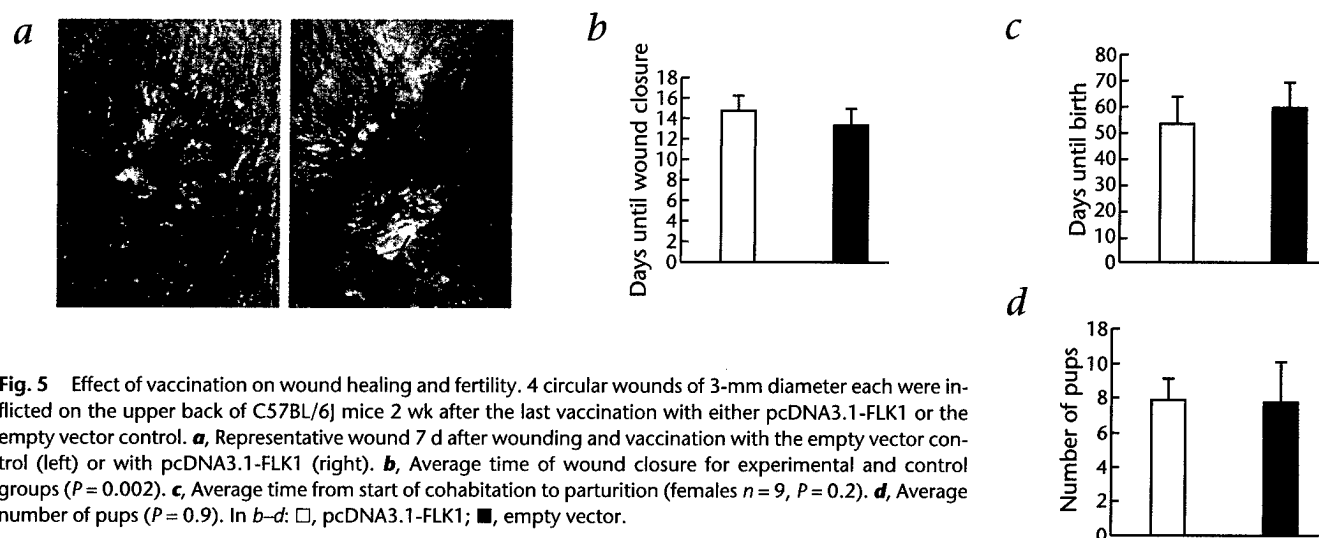 a
b
Days until wound closure
18
16
14
12
10
8
6
4
2
0
c
Days until birth
80
70
60
50
40
30
20
10
0
d
Number of pups
18
10
8
6
4
2
0
Fig. 5 Effect of vaccination on wound healing and fertility. 4 circular wounds of 3-mm diameter each were in-
flicted on the upper back of C57BL/6J mice 2 wk after the last vaccination with either pcDNA3.1-FLK1 or the
empty vector control. a, Representative wound 7 d after wounding and vaccination with the empty vector con-
trol (left) or with pcDNA3.1-FLK1 (right). b, Average time of wound closure for experimental and control
groups (P = 0.002). c, Average time from start of cohabitation to parturition (females n = 9, P = 0.2). d, Average
number of pups (P = 0.9). In b–d: □, pcDNA3.1-FLK1; ■, empty vector.